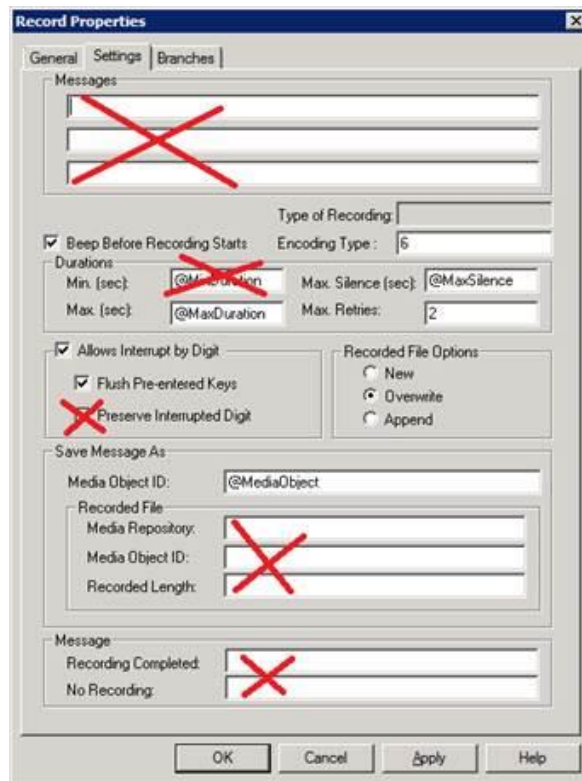 Record Properties
General Settings Branches
Messages
Type of Recording:
Beep Before Recording Starts Encoding Type : 6
Durations
Min. (sec): @MinDuration Max. Silence (sec): @MaxSilence
Max. (sec): @MaxDuration Max. Retries: 2
Allows Interrupt by Digit Recorded File Options
New
Flush Pre-entered Keys
Overwrite
Preserve Interrupted Digit
Append
Save Message As
Media Object ID: @MediaObject
Recorded File
Media Repository:
Media Object ID:
Recorded Length:
Message
Recording Completed:
No Recording:
OK Cancel Apply Help